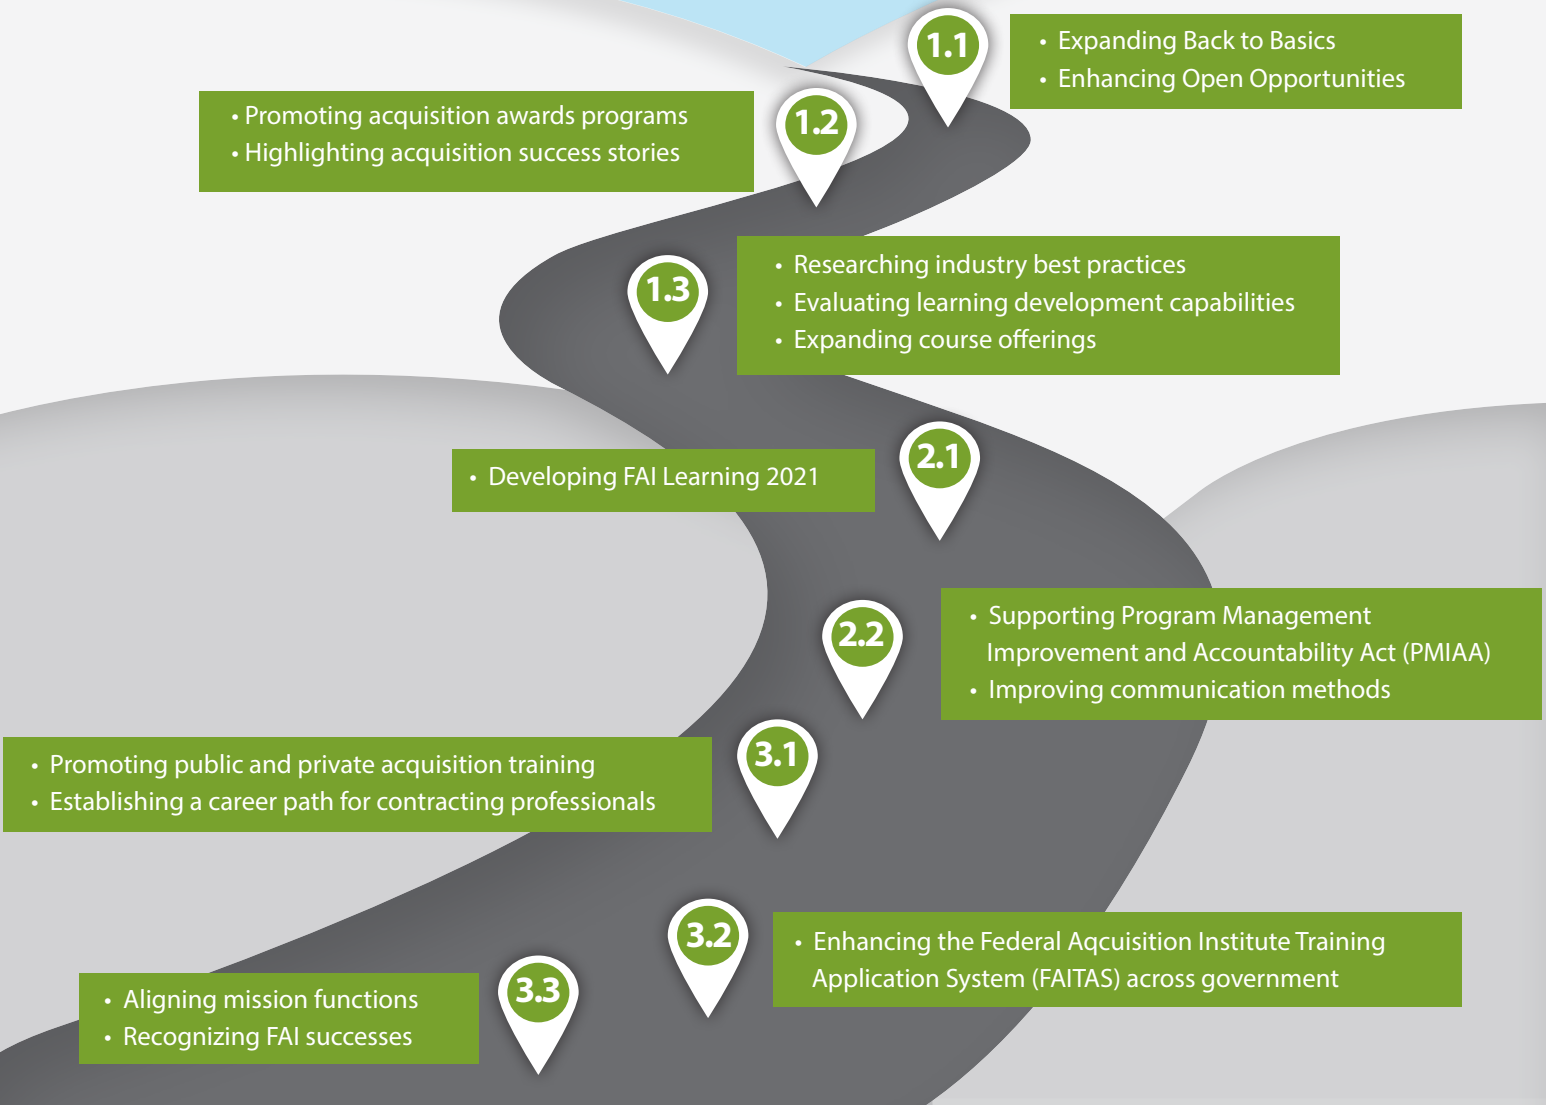 1.1
• Expanding Back to Basics
• Enhancing Open Opportunities
1.2
• Promoting acquisition awards programs
• Highlighting acquisition success stories
1.3
• Researching industry best practices
• Evaluating learning development capabilities
• Expanding course offerings
2.1
• Developing FAI Learning 2021
2.2
• Supporting Program Management
Improvement and Accountability Act (PMIAA)
• Improving communication methods
3.1
• Promoting public and private acquisition training
• Establishing a career path for contracting professionals
3.2
• Enhancing the Federal Aqcuisition Institute Training
Application System (FAITAS) across government
3.3
• Aligning mission functions
• Recognizing FAI successes